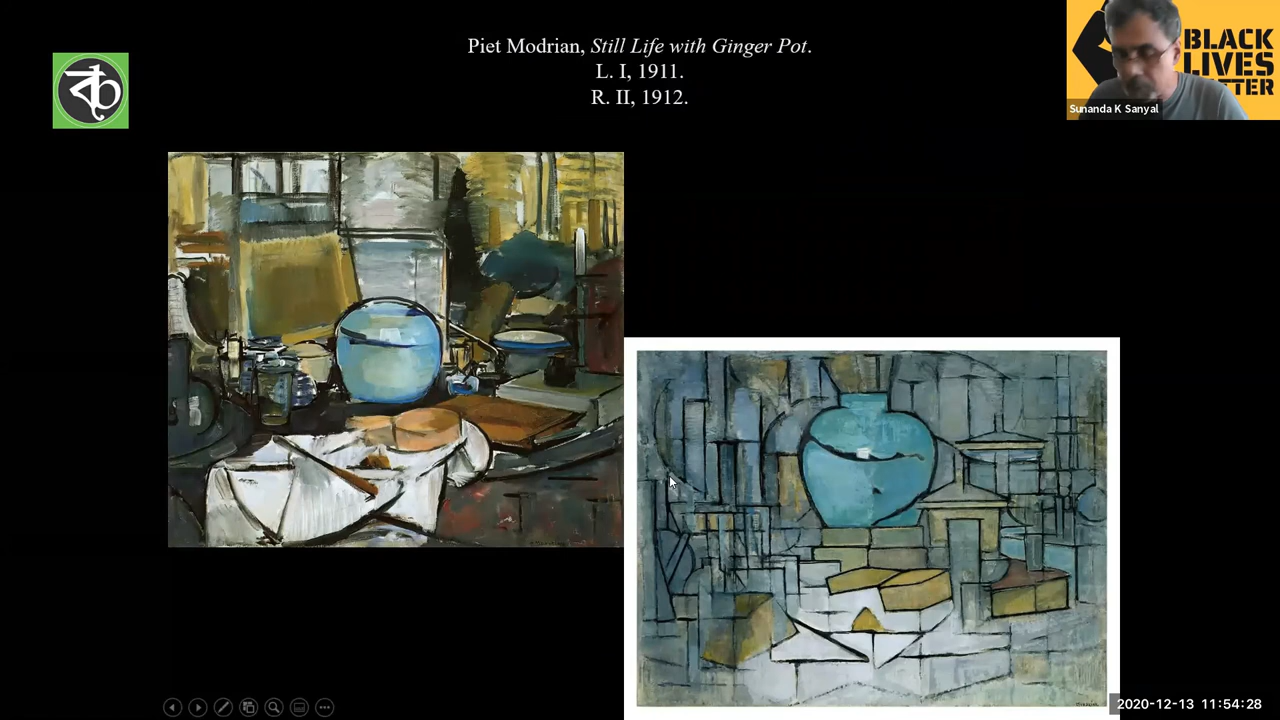 Piet Modrian, Still Life with Ginger Pot.
L. I, 1911.
R. II, 1912.
BLACK
LIVES
TTER
Sunanda K Sanyal
2020-12-13 11:54:28